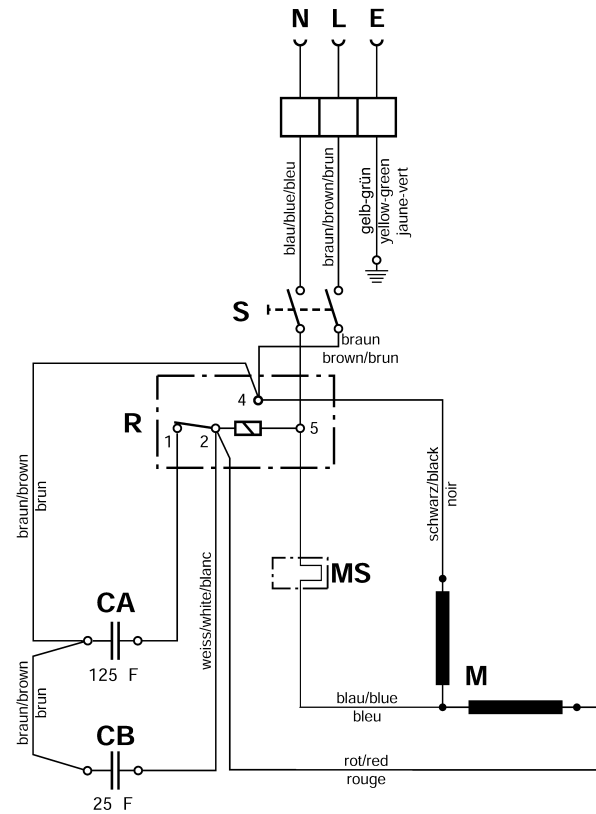 N L E
blau/blue/bleu
braun/brown/brun
gelb-grün
yellow-green
jaune-vert
S
braun
brown/brun
4
R
1
2
5
braun/brown
brun
schwarz/black
noir
weiss/white/blanc
MS
CA
125 F
M
braun/brown
brun
blau/blue
bleu
CB
25 F
rot/red
rouge